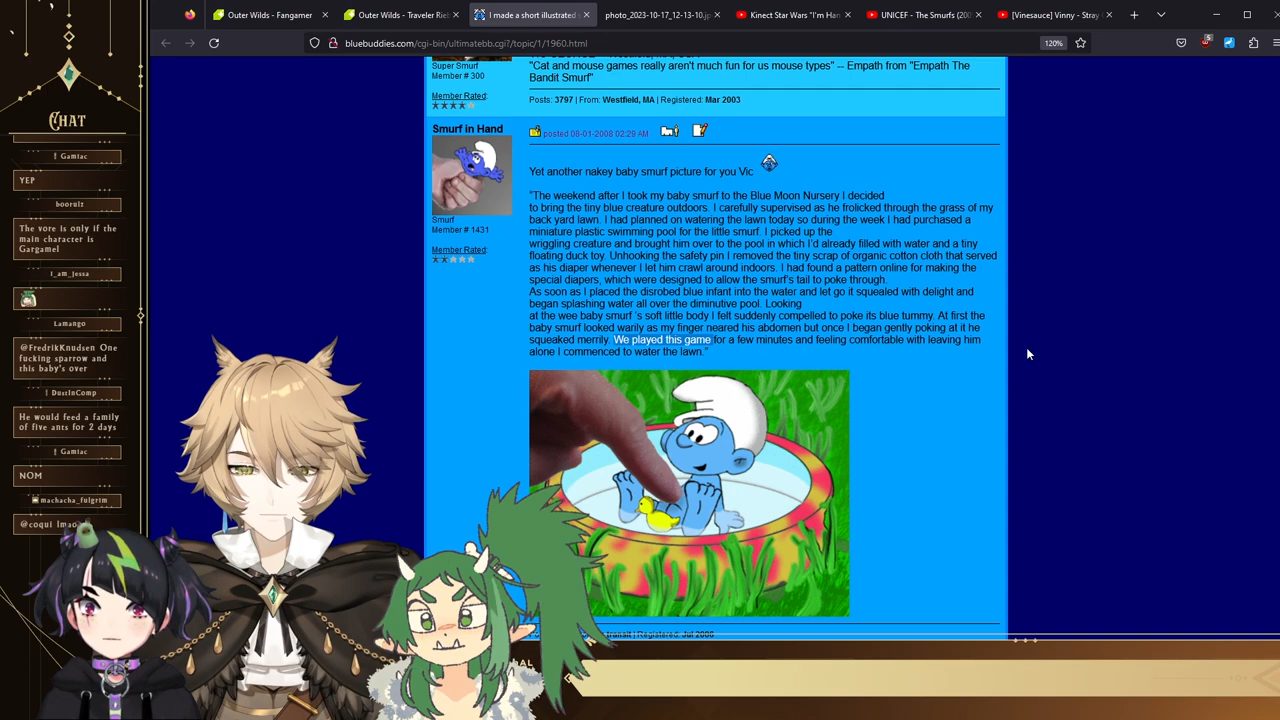 Outer Wilds - Fangamer
Outer Wilds - Traveler Rie
I made a short illustrated
photo_2023-10-17_12-13-10.jp
Kinect Star Wars "I'm Han
UNICEF - The Smurfs (200
[Vinesauce] Vinny - Stray C
bluebuddies.com/cgi-bin/ultimatebb.cgi?/topic/1/1960.html
120%
5
CHAT
Gamiac
YEP
booruiz
The vore is only if the
main character is
Gargamel
I_am_jessa
Lamango
@FredrikKnudsen One
fucking sparrow and
this baby's over
DustInComp
He would feed a family
of five ants for 2 days
Gamiac
NOM
machacha_fulgrim
@coqui lmao
Super Smurf
Member # 300
Member Rated:
"Cat and mouse games really aren't much fun for us mouse types" -- Empath from "Empath The
Bandit Smurf"
Posts: 3797 | From: Westfield, MA | Registered: Mar 2003
Smurf in Hand
Smurf
Member # 1431
Member Rated:
posted 08-01-2008 02:29 AM
Yet another nakey baby smurf picture for you Vic
"The weekend after I took my baby smurf to the Blue Moon Nursery I decided
to bring the tiny blue creature outdoors. I carefully supervised as he frolicked through the grass of my
back yard lawn. I had planned on watering the lawn today so during the week I had purchased a
miniature plastic swimming pool for the little smurf. I picked up the
wriggling creature and brought him over to the pool in which I'd already filled with water and a tiny
floating duck toy. Unhooking the safety pin I removed the tiny scrap of organic cotton cloth that served
as his diaper whenever I let him crawl around indoors. I had found a pattern online for making the
special diapers, which were designed to allow the smurf's tail to poke through.
As soon as I placed the disrobed blue infant into the water and let go it squealed with delight and
began splashing water all over the diminutive pool. Looking
at the wee baby smurf 's soft little body I felt suddenly compelled to poke its blue tummy. At first the
baby smurf looked warily as my finger neared his abdomen but once I began gently poking at it he
squeaked merrily. We played this game for a few minutes and feeling comfortable with leaving him
alone I commenced to water the lawn."
transit | Registered: Jul 2006